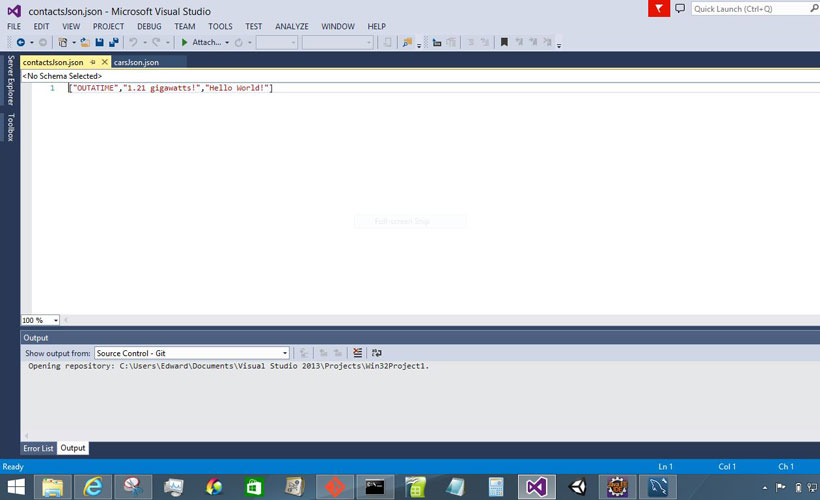 contactsJson.json - Microsoft Visual Studio
Quick Launch (Ctrl+Q)
FILE EDIT VIEW PROJECT DEBUG TEAM TOOLS TEST ANALYZE WINDOW HELP
Attach...
Server Explorer
Toolbox
contactsJson.json carsJson.json
<No Schema Selected>
1 ["OUTATIME","1.21 gigawatts!","Hello World!"]
Full-screen Snip
100 %
Output
Show output from: Source Control - Git
Opening repository: C:\Users\Edward\Documents\Visual Studio 2013\Projects\Win32Project1.
Error List Output
Ready Ln 1 Col 1 Ch 1